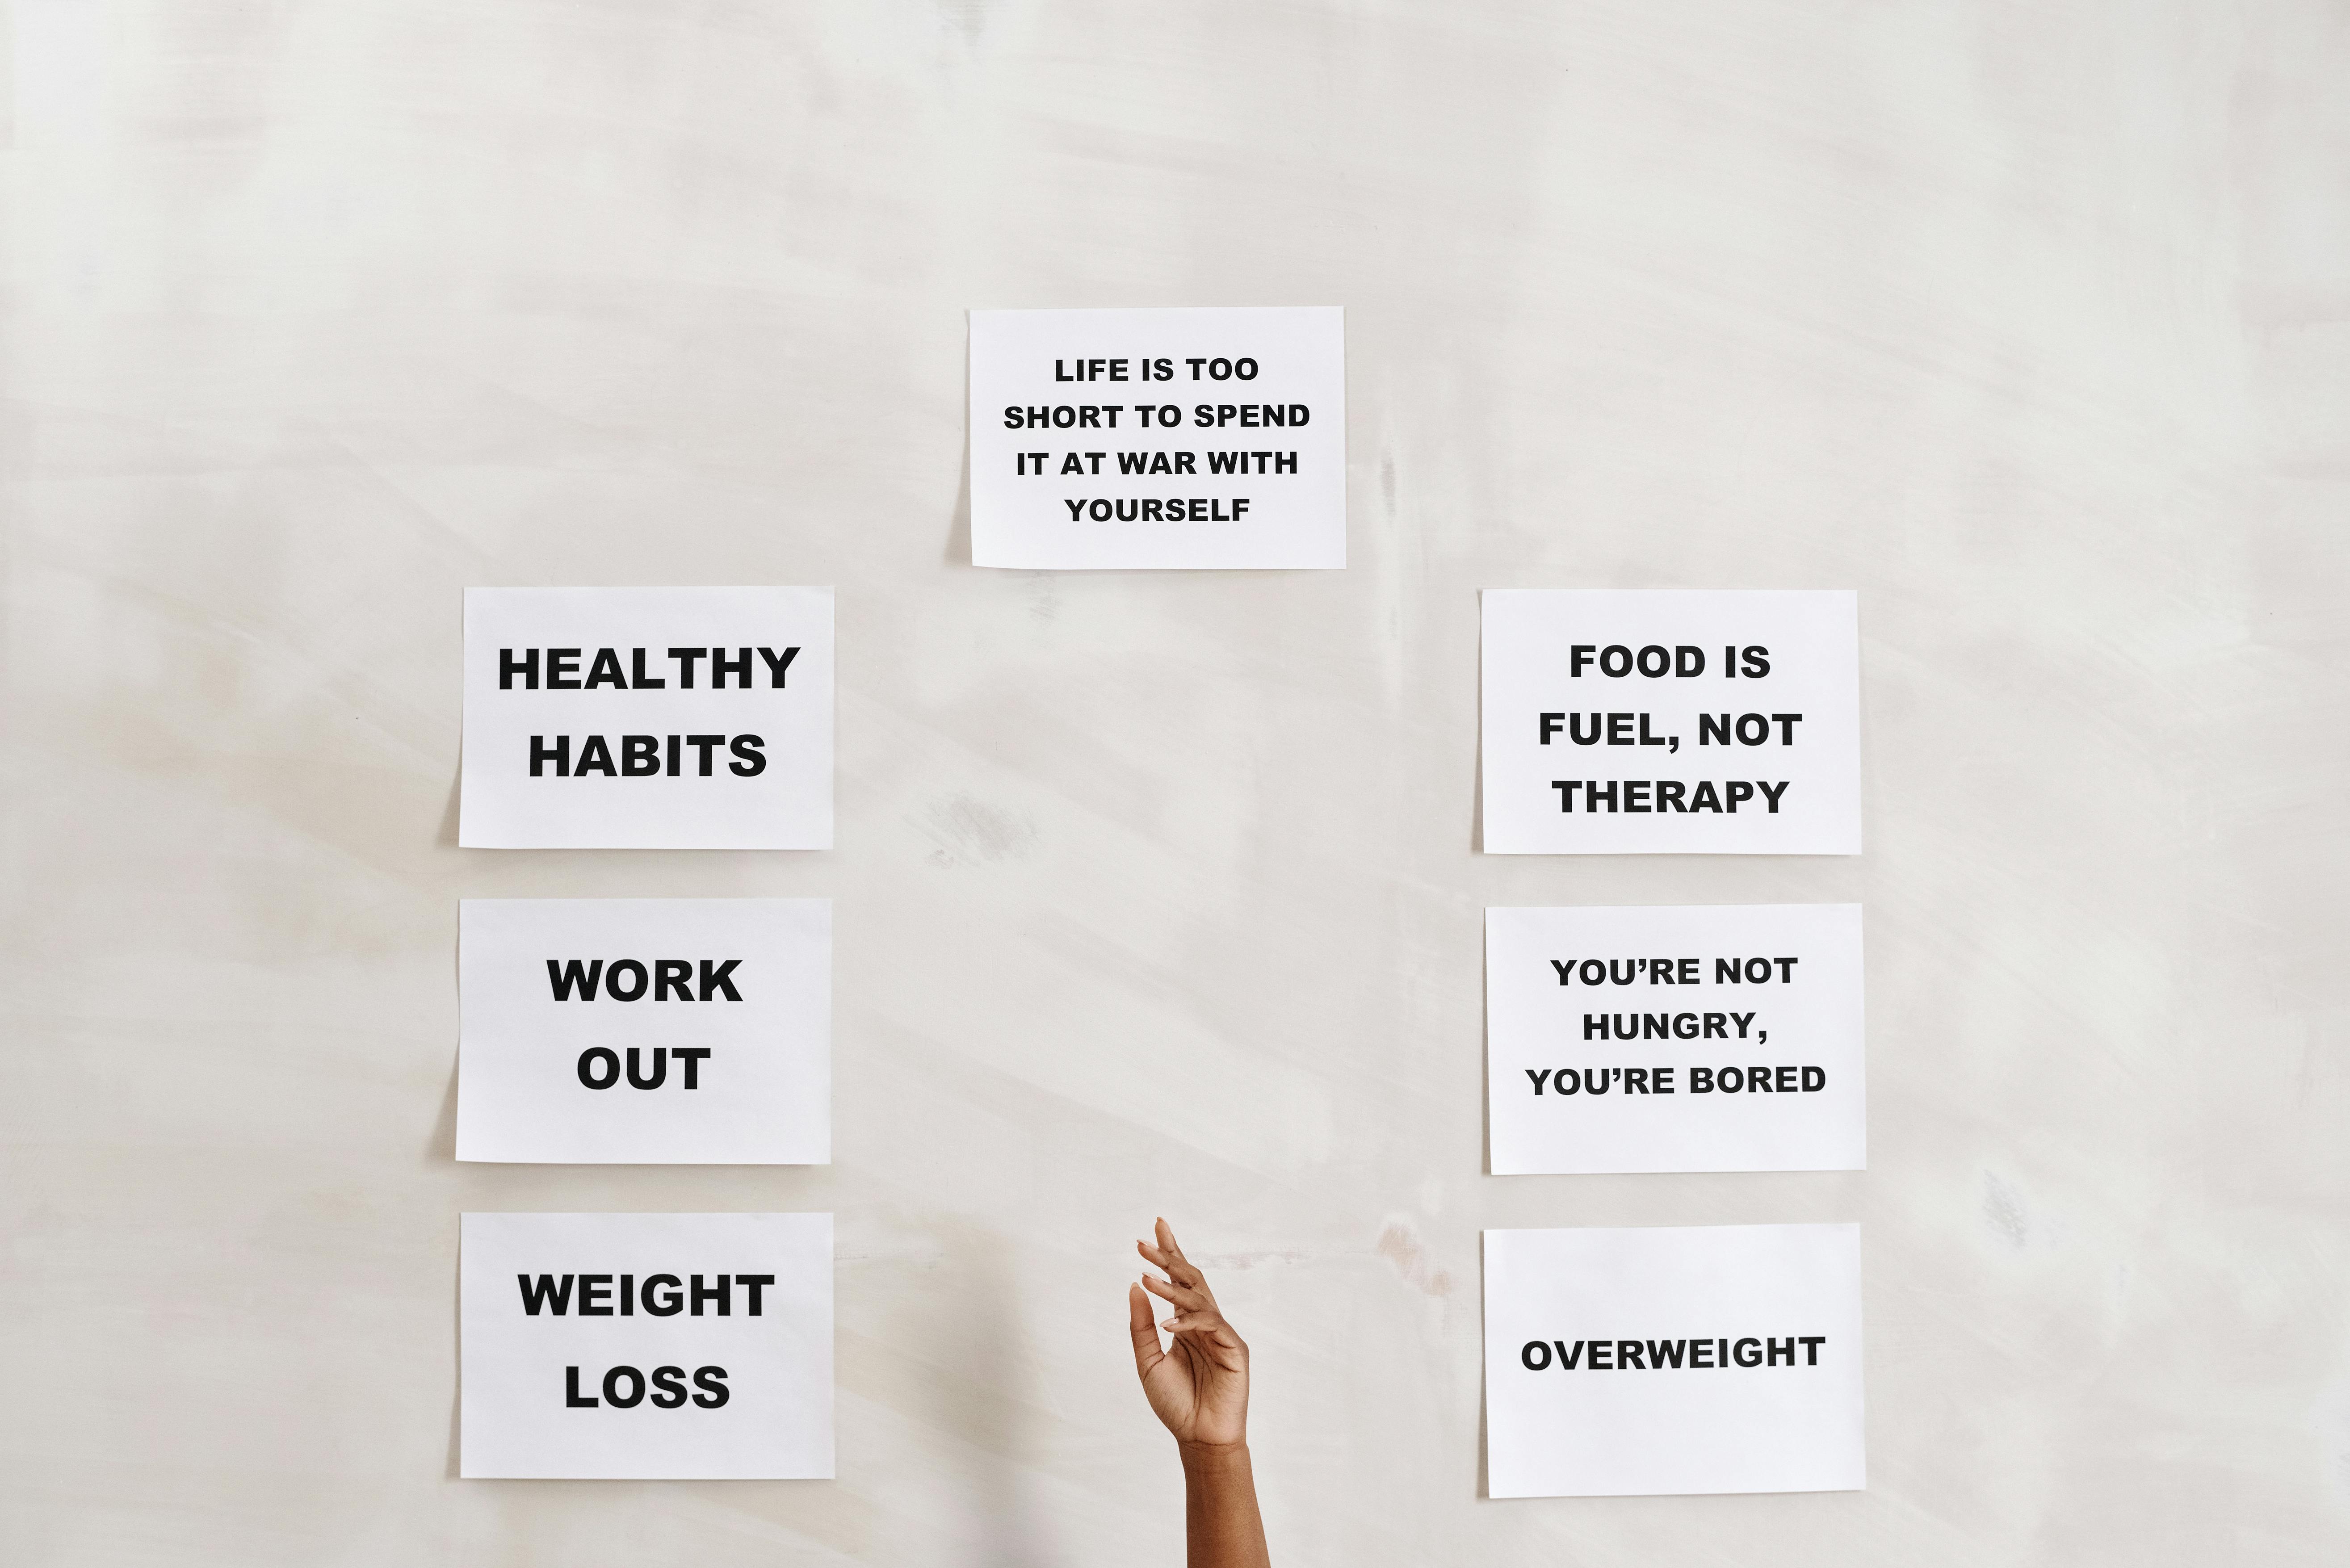 LIFE IS TOO
SHORT TO SPEND
IT AT WAR WITH
YOURSELF
HEALTHY
HABITS
WORK
OUT
WEIGHT
LOSS
FOOD IS
FUEL, NOT
THERAPY
YOU’RE NOT
HUNGRY,
YOU’RE BORED
OVERWEIGHT